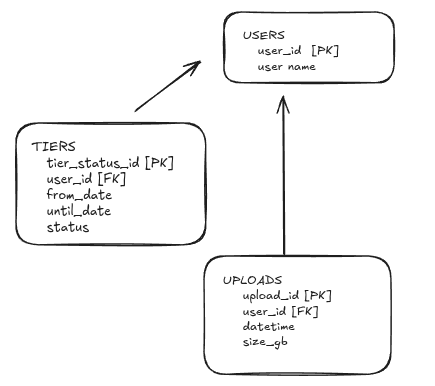 USERS
user_id [PK]
user name
TIERS
tier_status_id [PK]
user_id [FK]
from_date
until_date
status
UPLOADS
upload_id [PK]
user_id [FK]
datetime
size_gb